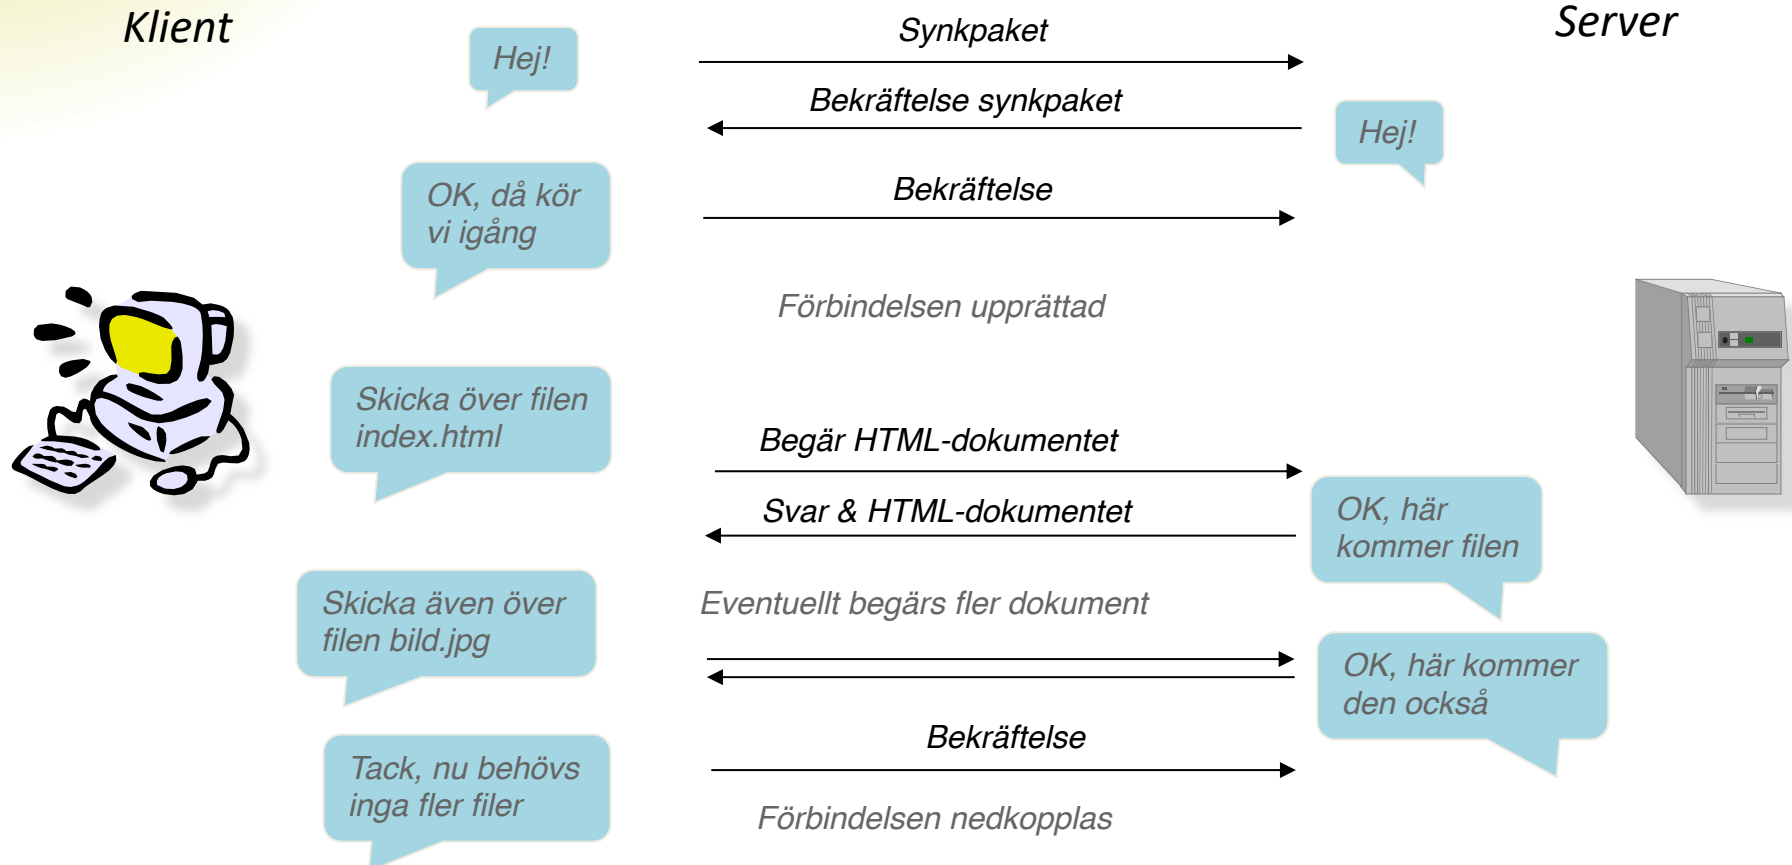 Klient
Server
Hej!
Synkpaket
Bekräftelse synkpaket
Hej!
OK, då kör
vi igång
Bekräftelse
Förbindelsen upprättad
Skicka över filen
index.html
Begär HTML-dokumentet
Svar & HTML-dokumentet
OK, här
kommer filen
Skicka även över
filen bild.jpg
Eventuellt begärs fler dokument
OK, här kommer
den också
Bekräftelse
Tack, nu behövs
inga fler filer
Förbindelsen nedkopplas